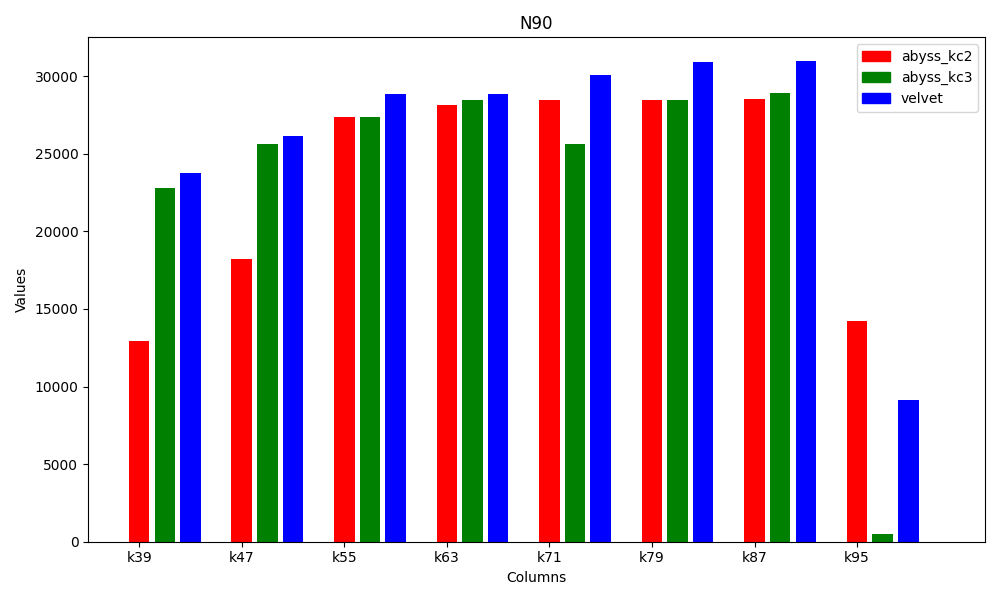 N90
abyss_kc2
abyss_kc3
velvet
Values
30000
25000
20000
15000
10000
5000
0
k39 k47 k55 k63 k71 k79 k87 k95
Columns